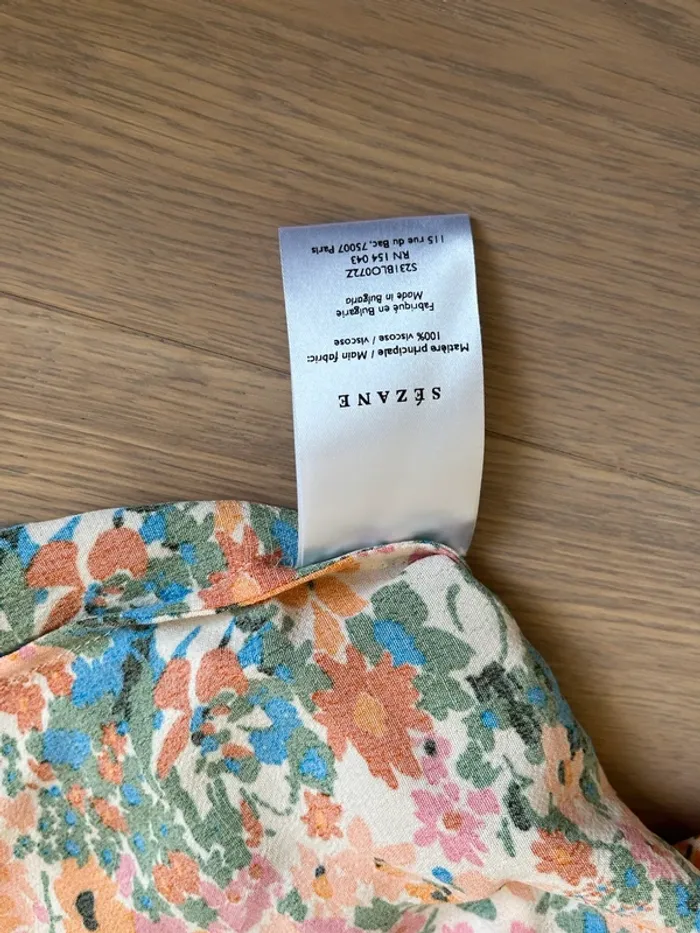 SÉZANE
Matière principale / Main fabric:
100% viscose / viscose
Fabriqué en Bulgarie
Made in Bulgaria
S231BLO072Z
RN 154 043
115 rue du Bac, 75007 Paris